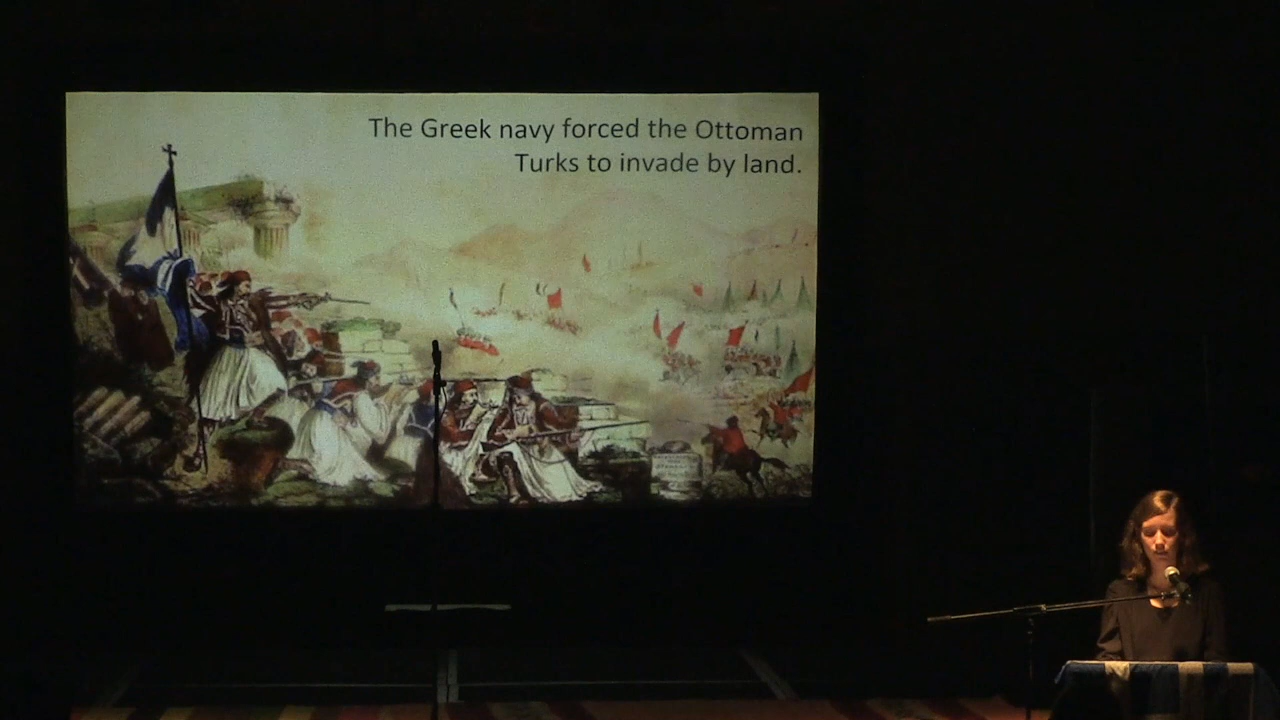 The Greek navy forced the Ottoman
Turks to invade by land.